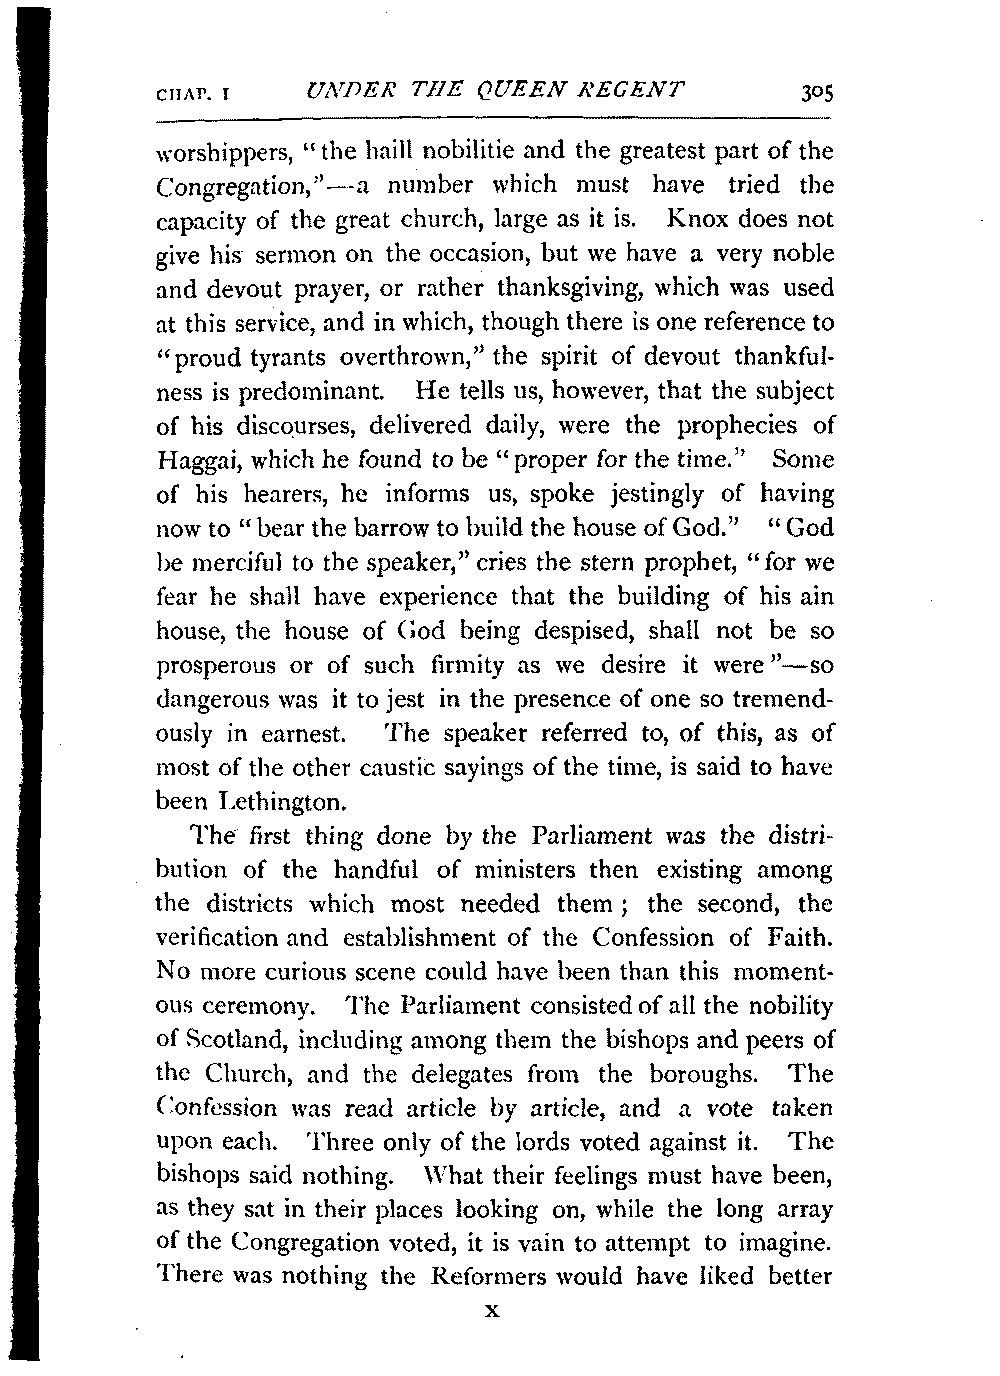 CHAP. I UNDER THE QUEEN REGENT 305
worshippers, "the haill nobilitie and the greatest part of the
Congregation,"—a number which must have tried the
capacity of the great church, large as it is. Knox does not
give his sermon on the occasion, but we have a very noble
and devout prayer, or rather thanksgiving, which was used
at this service, and in which, though there is one reference to
"proud tyrants overthrown," the spirit of devout thankful-
ness is predominant. He tells us, however, that the subject
of his discourses, delivered daily, were the prophecies of
Haggai, which he found to be "proper for the time." Some
of his hearers, he informs us, spoke jestingly of having
now to "bear the barrow to build the house of God." "God
be merciful to the speaker," cries the stern prophet, "for we
fear he shall have experience that the building of his ain
house, the house of God being despised, shall not be so
prosperous or of such firmity as we desire it were"—so
dangerous was it to jest in the presence of one so tremend-
ously in earnest. The speaker referred to, of this, as of
most of the other caustic sayings of the time, is said to have
been Lethington.
The first thing done by the Parliament was the distri-
bution of the handful of ministers then existing among
the districts which most needed them; the second, the
verification and establishment of the Confession of Faith.
No more curious scene could have been than this moment-
ous ceremony. The Parliament consisted of all the nobility
of Scotland, including among them the bishops and peers of
the Church, and the delegates from the boroughs. The
Confession was read article by article, and a vote taken
upon each. Three only of the lords voted against it. The
bishops said nothing. What their feelings must have been,
as they sat in their places looking on, while the long array
of the Congregation voted, it is vain to attempt to imagine.
There was nothing the Reformers would have liked better
X